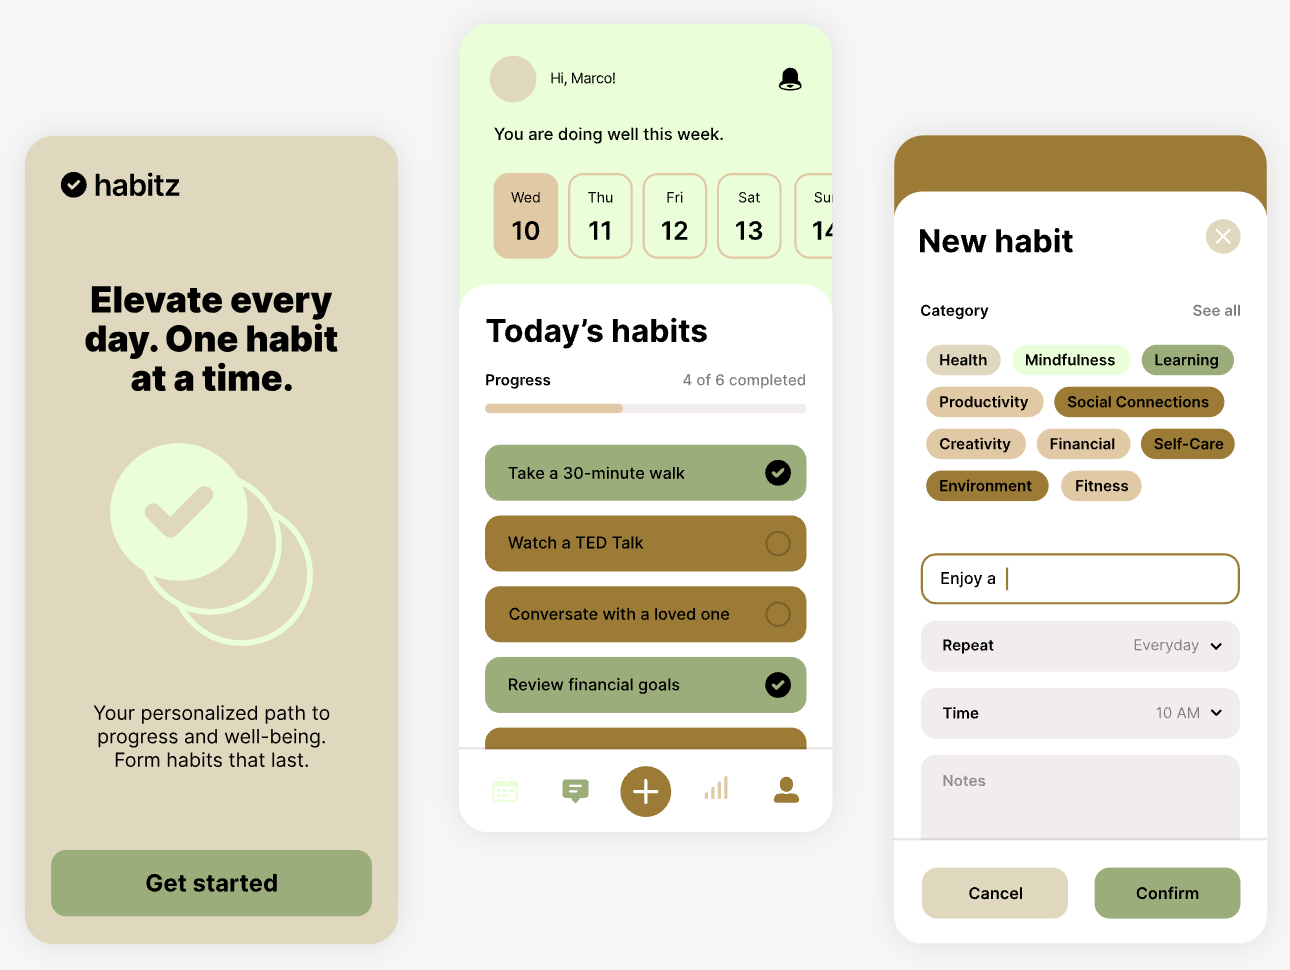 habitz
Elevate every
day. One habit
at a time.
Your personalized path to
progress and well-being.
Form habits that last.
Get started
Hi, Marco!
You are doing well this week.
Wed Thu Fri Sat Sun
10 11 12 13 14
Today's habits
Progress 4 of 6 completed
Take a 30-minute walk
Watch a TED Talk
Conversate with a loved one
Review financial goals
New habit
Category See all
Health Mindfulness Learning
Productivity Social Connections
Creativity Financial Self-Care
Environment Fitness
Enjoy a
Repeat Everyday
Time 10 AM
Notes
Cancel Confirm